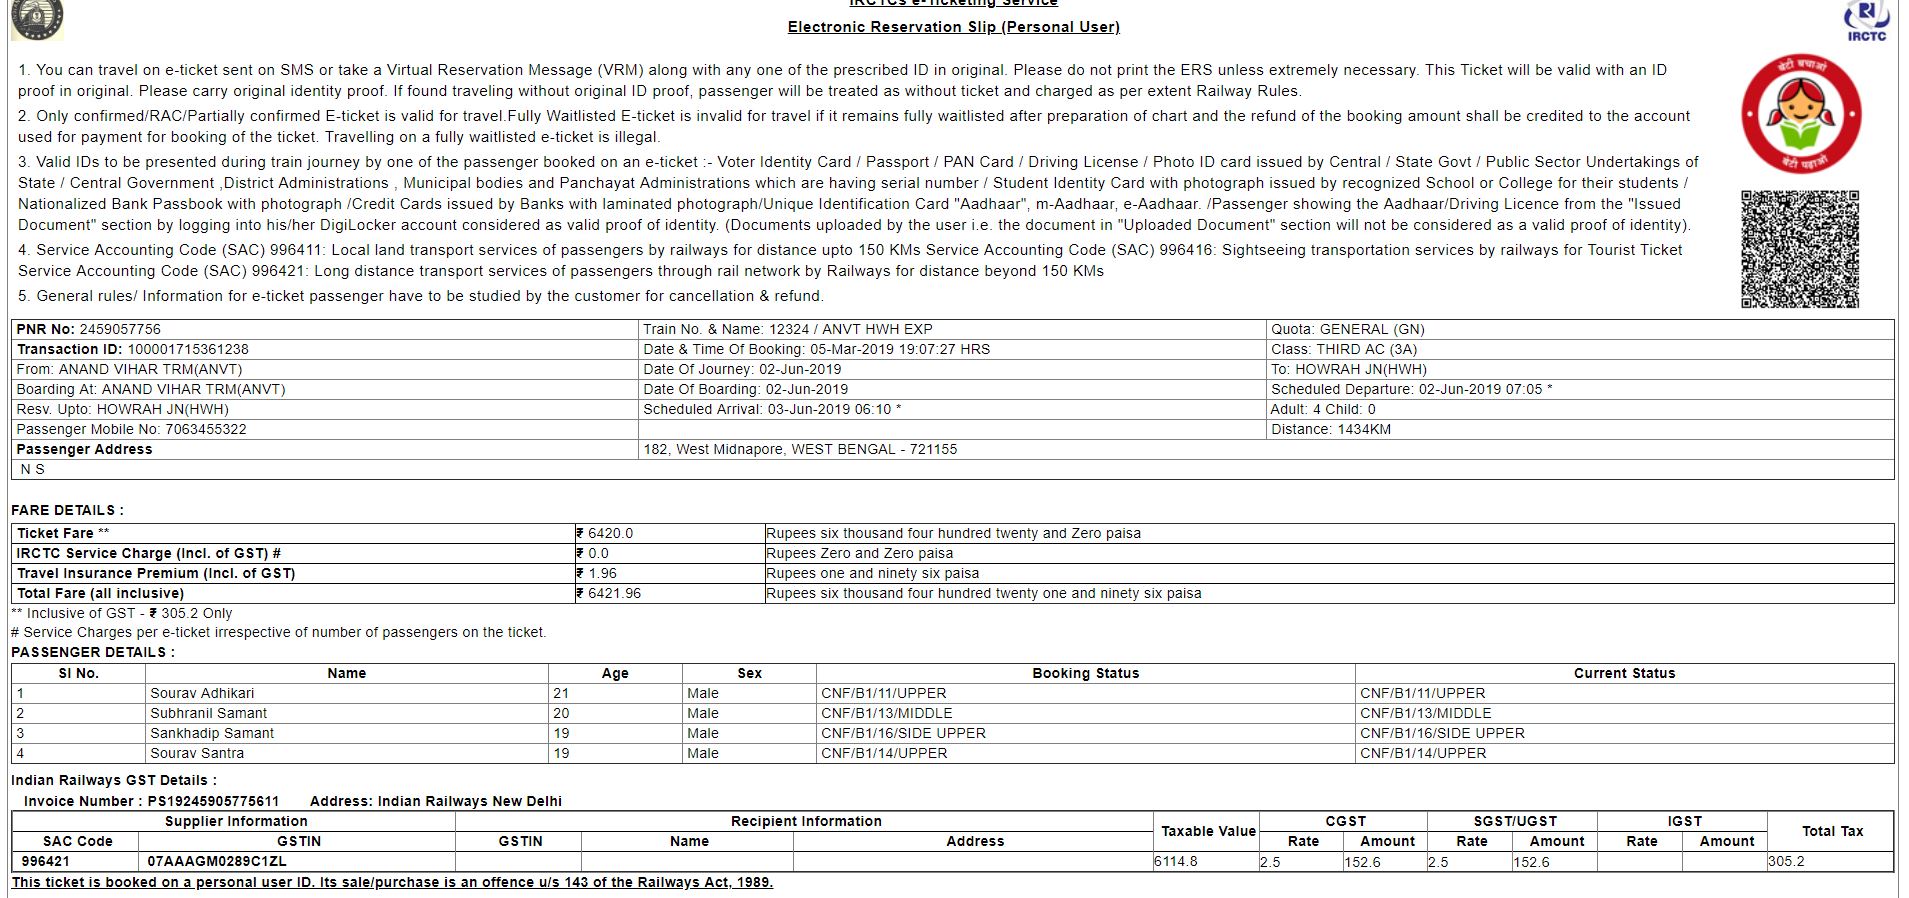 IRCTCs e-Ticketing Service
Electronic Reservation Slip (Personal User)
IRCTC
1. You can travel on e-ticket sent on SMS or take a Virtual Reservation Message (VRM) along with any one of the prescribed ID in original. Please do not print the ERS unless extremely necessary. This Ticket will be valid with an ID
proof in original. Please carry original identity proof. If found traveling without original ID proof, passenger will be treated as without ticket and charged as per extent Railway Rules.
2. Only confirmed/RAC/Partially confirmed E-ticket is valid for travel.Fully Waitlisted E-ticket is invalid for travel if it remains fully waitlisted after preparation of chart and the refund of the booking amount shall be credited to the account
used for payment for booking of the ticket. Travelling on a fully waitlisted e-ticket is illegal.
3. Valid IDs to be presented during train journey by one of the passenger booked on an e-ticket :- Voter Identity Card / Passport / PAN Card / Driving License / Photo ID card issued by Central / State Govt / Public Sector Undertakings of
State / Central Government ,District Administrations , Municipal bodies and Panchayat Administrations which are having serial number / Student Identity Card with photograph issued by recognized School or College for their students /
Nationalized Bank Passbook with photograph /Credit Cards issued by Banks with laminated photograph/Unique Identification Card "Aadhaar", m-Aadhaar, e-Aadhaar. /Passenger showing the Aadhaar/Driving Licence from the "Issued
Document" section by logging into his/her DigiLocker account considered as valid proof of identity. (Documents uploaded by the user i.e. the document in "Uploaded Document" section will not be considered as a valid proof of identity).
4. Service Accounting Code (SAC) 996411: Local land transport services of passengers by railways for distance upto 150 KMs Service Accounting Code (SAC) 996416: Sightseeing transportation services by railways for Tourist Ticket
Service Accounting Code (SAC) 996421: Long distance transport services of passengers through rail network by Railways for distance beyond 150 KMs
5. General rules/ Information for e-ticket passenger have to be studied by the customer for cancellation & refund.
बेटी बचाओ
बेटी पढ़ाओ
PNR No: 2459057756 Train No. & Name: 12324 / ANVT HWH EXP Quota: GENERAL (GN)
Transaction ID: 100001715361238 Date & Time Of Booking: 05-Mar-2019 19:07:27 HRS Class: THIRD AC (3A)
From: ANAND VIHAR TRM(ANVT) Date Of Journey: 02-Jun-2019 To: HOWRAH JN(HWH)
Boarding At: ANAND VIHAR TRM(ANVT) Date Of Boarding: 02-Jun-2019 Scheduled Departure: 02-Jun-2019 07:05 *
Resv. Upto: HOWRAH JN(HWH) Scheduled Arrival: 03-Jun-2019 06:10 * Adult: 4 Child: 0
Passenger Mobile No: 7063455322 Distance: 1434KM
Passenger Address 182, West Midnapore, WEST BENGAL - 721155
N S
FARE DETAILS :
Ticket Fare ** ₹ 6420.0 Rupees six thousand four hundred twenty and Zero paisa
IRCTC Service Charge (Incl. of GST) # ₹ 0.0 Rupees Zero and Zero paisa
Travel Insurance Premium (Incl. of GST) ₹ 1.96 Rupees one and ninety six paisa
Total Fare (all inclusive) ₹ 6421.96 Rupees six thousand four hundred twenty one and ninety six paisa
** Inclusive of GST - ₹ 305.2 Only
# Service Charges per e-ticket irrespective of number of passengers on the ticket.
PASSENGER DETAILS :
SI No. Name Age Sex Booking Status Current Status
1 Sourav Adhikari 21 Male CNF/B1/11/UPPER CNF/B1/11/UPPER
2 Subhranil Samant 20 Male CNF/B1/13/MIDDLE CNF/B1/13/MIDDLE
3 Sankhadip Samant 19 Male CNF/B1/16/SIDE UPPER CNF/B1/16/SIDE UPPER
4 Sourav Santra 19 Male CNF/B1/14/UPPER CNF/B1/14/UPPER
Indian Railways GST Details :
Invoice Number : PS19245905775611 Address: Indian Railways New Delhi
Supplier Information Recipient Information Taxable Value CGST SGST/UGST IGST Total Tax
SAC Code GSTIN GSTIN Name Address Rate Amount Rate Amount Rate Amount
996421 07AAAGM0289C1ZL 6114.8 2.5 152.6 2.5 152.6 305.2
This ticket is booked on a personal user ID. Its sale/purchase is an offence u/s 143 of the Railways Act, 1989.